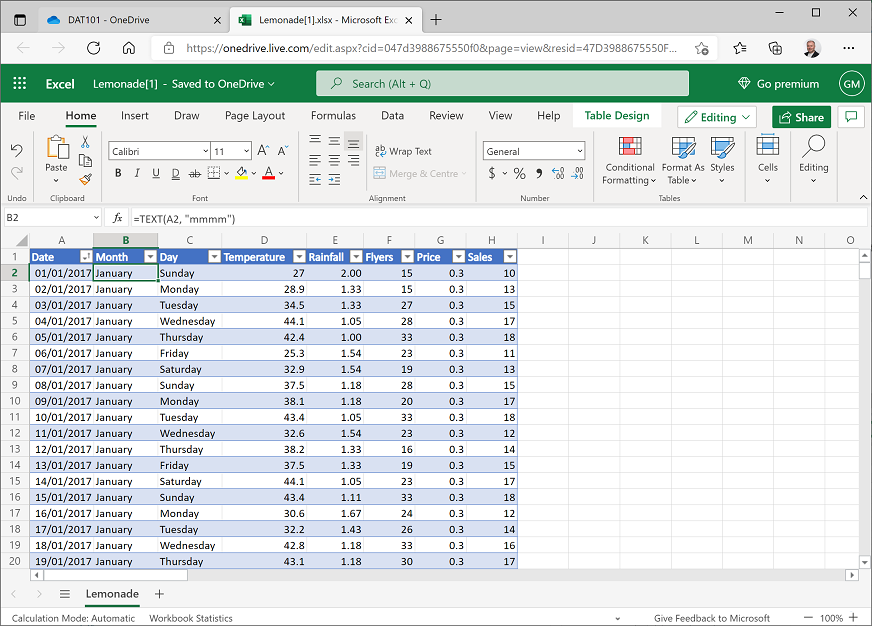 DAT101 - OneDrive
Lemonade[1].xlsx - Microsoft Exc
https://onedrive.live.com/edit.aspx?cid=047d3988675550f0&page=view&resid=47D3988675550F...
Excel Lemonade[1] - Saved to OneDrive Search (Alt + Q) Go premium GM
File Home Insert Draw Page Layout Formulas Data Review View Help Table Design Editing Share
Calibri 11 Wrap Text General
Paste B I U D ab A Merge & Centre $ % Conditional Formatting Format As Table Styles Cells Editing
Undo Clipboard Font Alignment Number Tables
B2 fx =TEXT(A2, "mmmm")
A B C D E F G H I J K L M N O
1 Date Month Day Temperature Rainfall Flyers Price Sales
2 01/01/2017 January Sunday 27 2.00 15 0.3 10
3 02/01/2017 January Monday 28.9 1.33 15 0.3 13
4 03/01/2017 January Tuesday 34.5 1.33 27 0.3 15
5 04/01/2017 January Wednesday 44.1 1.05 28 0.3 17
6 05/01/2017 January Thursday 42.4 1.00 33 0.3 18
7 06/01/2017 January Friday 25.3 1.54 23 0.3 11
8 07/01/2017 January Saturday 32.9 1.54 19 0.3 13
9 08/01/2017 January Sunday 37.5 1.18 28 0.3 15
10 09/01/2017 January Monday 38.1 1.18 20 0.3 17
11 10/01/2017 January Tuesday 43.4 1.05 33 0.3 18
12 11/01/2017 January Wednesday 32.6 1.54 23 0.3 12
13 12/01/2017 January Thursday 38.2 1.33 16 0.3 14
14 13/01/2017 January Friday 37.5 1.33 19 0.3 15
15 14/01/2017 January Saturday 44.1 1.05 23 0.3 17
16 15/01/2017 January Sunday 43.4 1.11 33 0.3 18
17 16/01/2017 January Monday 30.6 1.67 24 0.3 12
18 17/01/2017 January Tuesday 32.2 1.43 26 0.3 14
19 18/01/2017 January Wednesday 42.8 1.18 33 0.3 16
20 19/01/2017 January Thursday 43.1 1.18 30 0.3 17
Lemonade
Calculation Mode: Automatic Workbook Statistics Give Feedback to Microsoft 100%